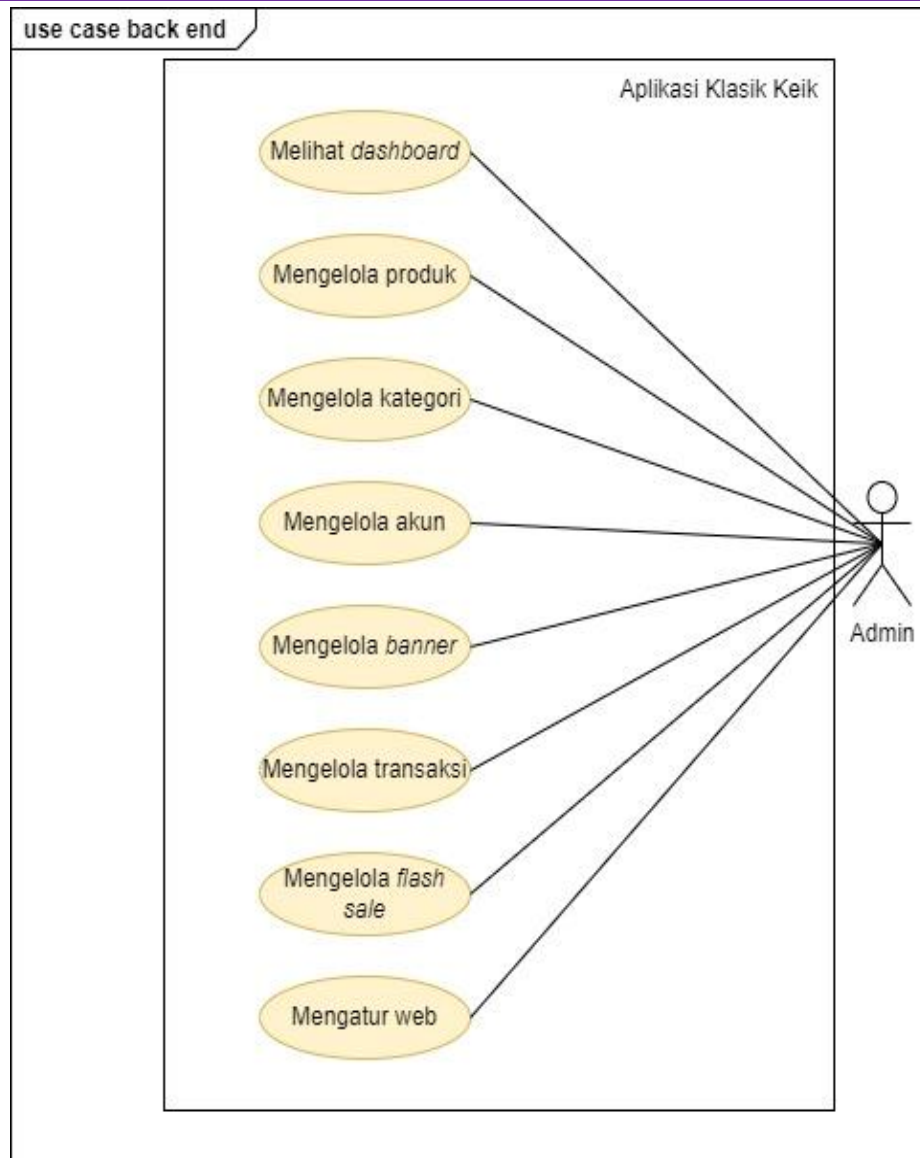 use case back end
Aplikasi Klasik Keik
Melihat dashboard
Mengelola produk
Mengelola kategori
Mengelola akun
Mengelola banner
Mengelola transaksi
Mengelola flash
sale
Mengatur web
Admin